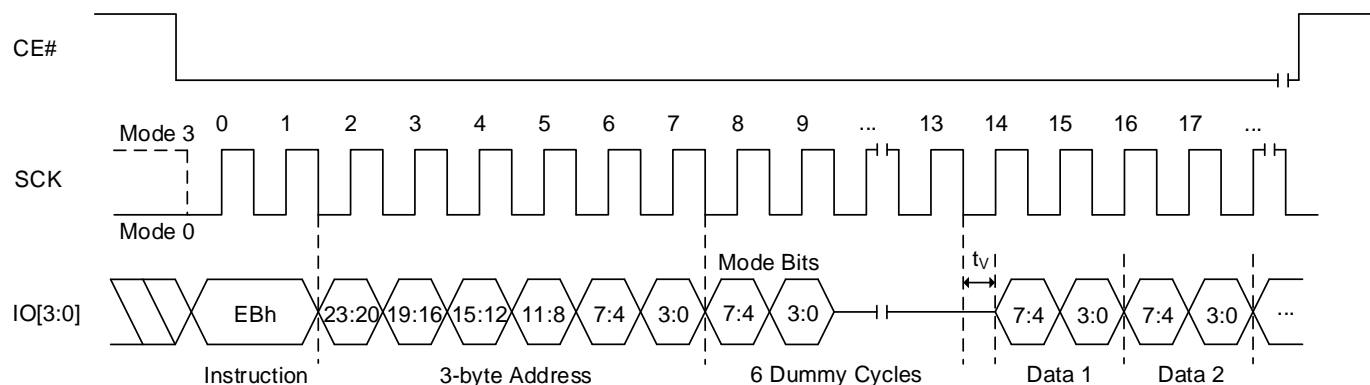 CE#
Mode 3
0 1 2 3 4 5 6 7 8 9 ... 13 14 15 16 17 ...
SCK
Mode 0
Mode Bits
tV
IO[3:0]
EBh 23:20 19:16 15:12 11:8 7:4 3:0 7:4 3:0 7:4 3:0 7:4 3:0 ...
Instruction 3-byte Address 6 Dummy Cycles Data 1 Data 2